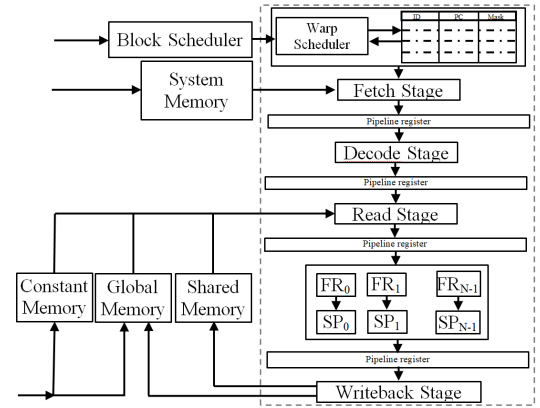 ID PC Mask
Block Scheduler
Warp
Scheduler
System
Memory
Fetch Stage
Pipeline register
Decode Stage
Pipeline register
Read Stage
Pipeline register
Constant
Memory
Global
Memory
Shared
Memory
FR0 FR1 FRN-1
SP0 SP1 SPN-1
Pipeline register
Writeback Stage